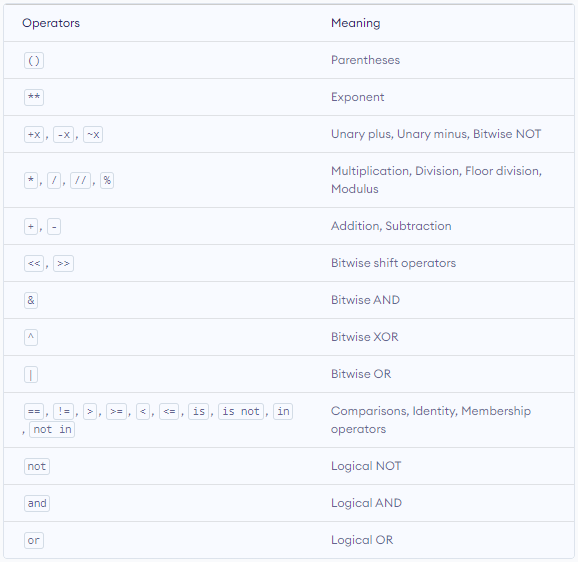 Operators Meaning
() Parentheses
** Exponent
+x, -x, ~x Unary plus, Unary minus, Bitwise NOT
*, /, //, % Multiplication, Division, Floor division,
Modulus
+, - Addition, Subtraction
<<, >> Bitwise shift operators
& Bitwise AND
^ Bitwise XOR
| Bitwise OR
==, !=, >, >=, <, <=, is, is not, in Comparisons, Identity, Membership
, not in operators
not Logical NOT
and Logical AND
or Logical OR